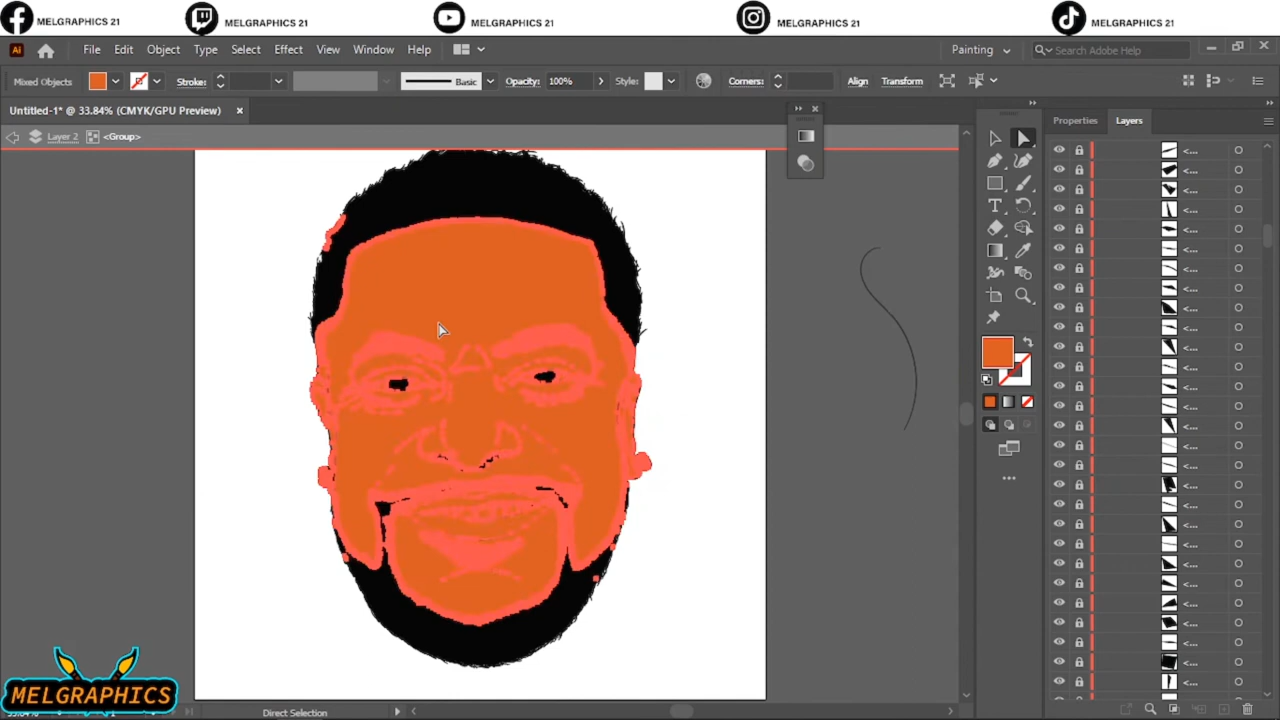 MELGRAPHICS 21
MELGRAPHICS 21
MELGRAPHICS 21
MELGRAPHICS 21
MELGRAPHICS 21
Ai
File Edit Object Type Select Effect View Window Help
Painting
Search Adobe Help
Mixed Objects
Stroke:
Basic
Opacity: 100%
Style:
Corners:
Align
Transform
Untitled-1* @ 33.84% (CMYK/GPU Preview)
Properties
Layers
Layer 2
<Group>
MELGRAPHICS
Direct Selection